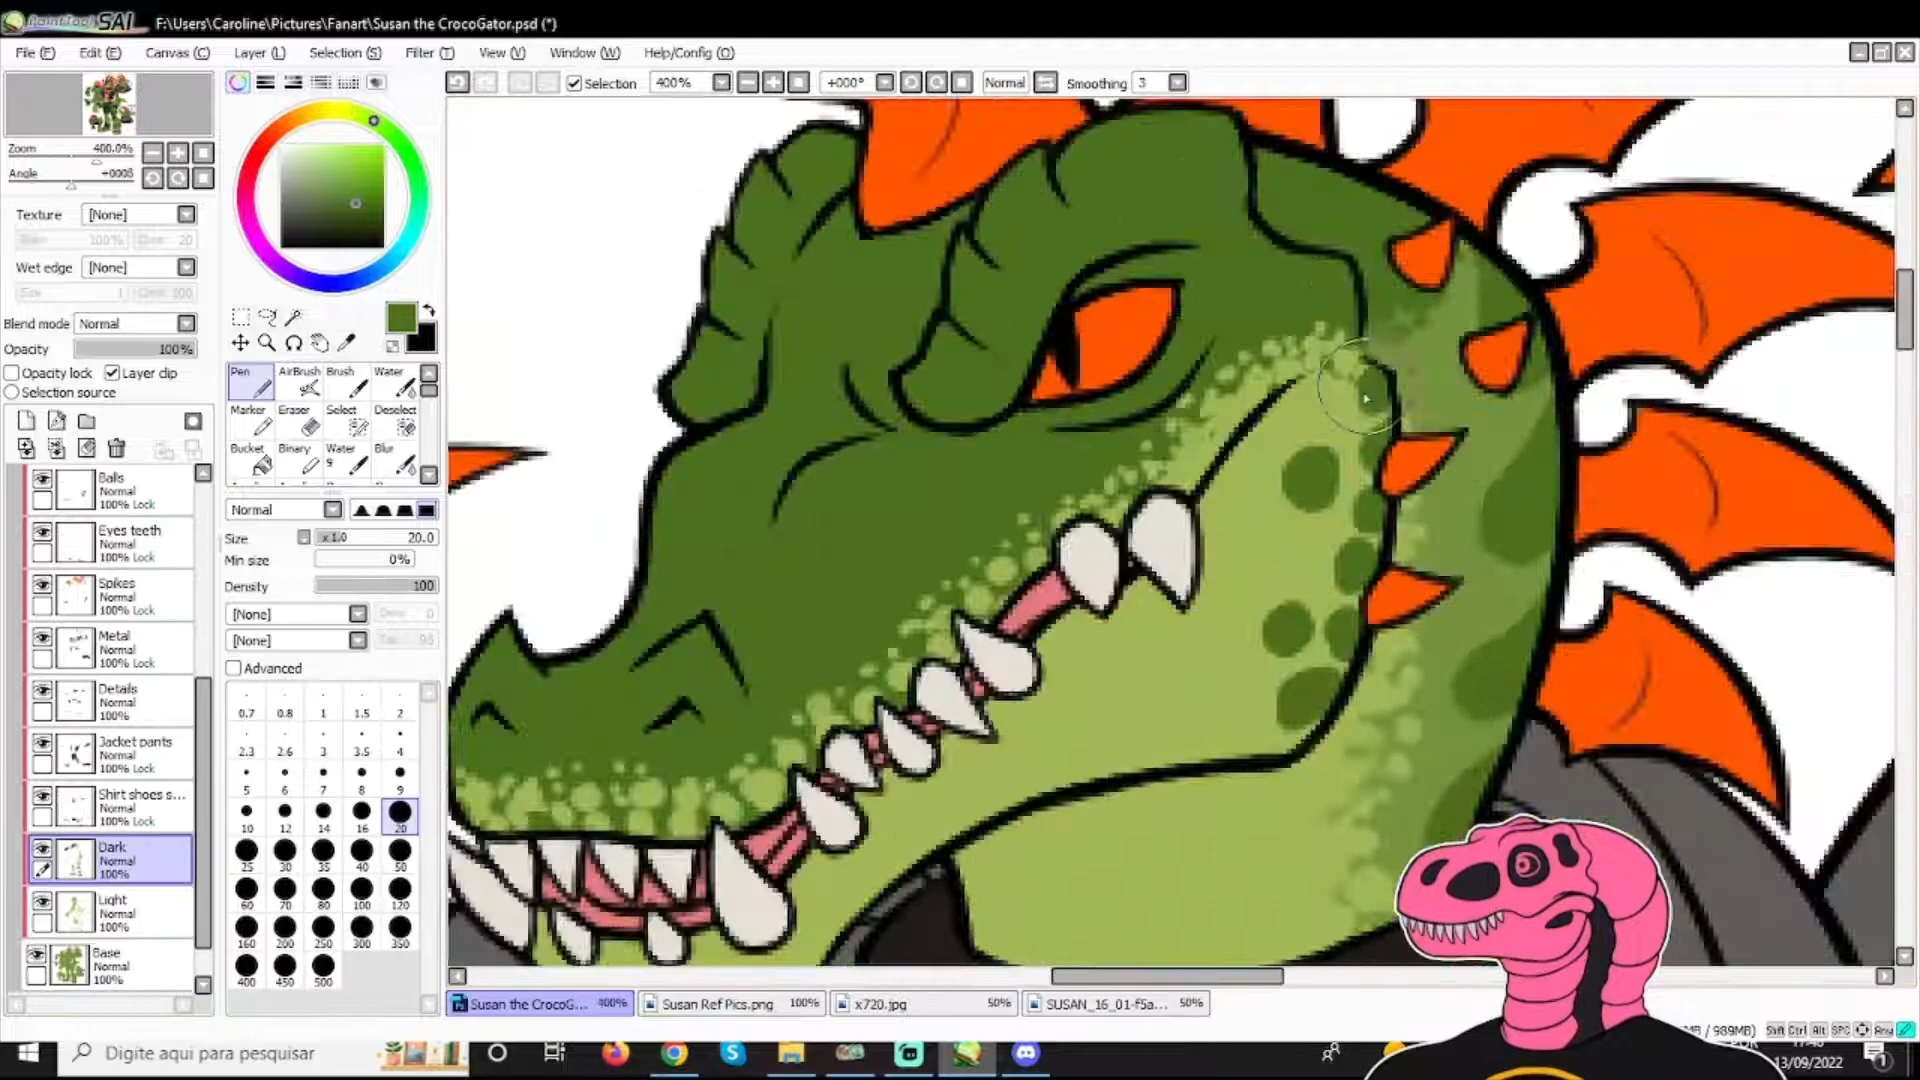 PaintTool SAI F:\Users\Caroline\Pictures\Fanart\Susan the CrocoGator.psd (*)
File (F) Edit (E) Canvas (C) Layer (L) Selection (S) Filter (T) View (V) Window (W) Help/Config (O)
Selection 400% +000° Normal Smoothing 3
Zoom 400.0%
Angle
Texture [None]
100% 20
Wet edge [None]
Size 1 100
Blend mode Normal
Opacity 100%
Opacity lock Layer clip
Selection source
Pen AirBrush Brush Water
Marker Eraser Select Deselect
Bucket Binary Water 9 Blur
Normal
Size x1.0 20.0
Min size 0%
Density 100
[None] 0
[None] 95
Advanced
0.7 0.8 1 1.5 2
2.3 2.6 3 3.5 4
5 6 7 8 9
10 12 14 16 20
25 30 35 40 50
60 70 80 100 120
160 200 250 300 350
400 450 500
Balls
Normal
100% Lock
Eyes teeth
Normal
100% Lock
Spikes
Normal
100% Lock
Metal
Normal
100% Lock
Details
Normal
100%
Jacket pants
Normal
100% Lock
Shirt shoes s...
Normal
100% Lock
Dark
Normal
100%
Light
Normal
100%
Base
Normal
100%
Susan the CrocoG... 400% Susan Ref Pics.png 100% x720.jpg 50% SUSAN_16_01-f5a... 50%
MB / 989MB) Shft Ctrl Alt SPC Any
Digite aqui para pesquisar
13/09/2022
1